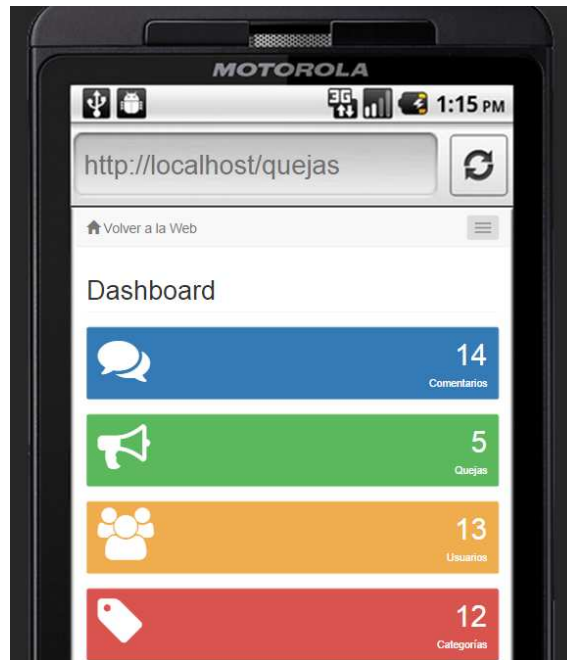 MOTOROLA
3G 1:15 PM
http://localhost/quejas
Volver a la Web
Dashboard
14
Comentarios
5
Quejas
13
Usuarios
12
Categorías